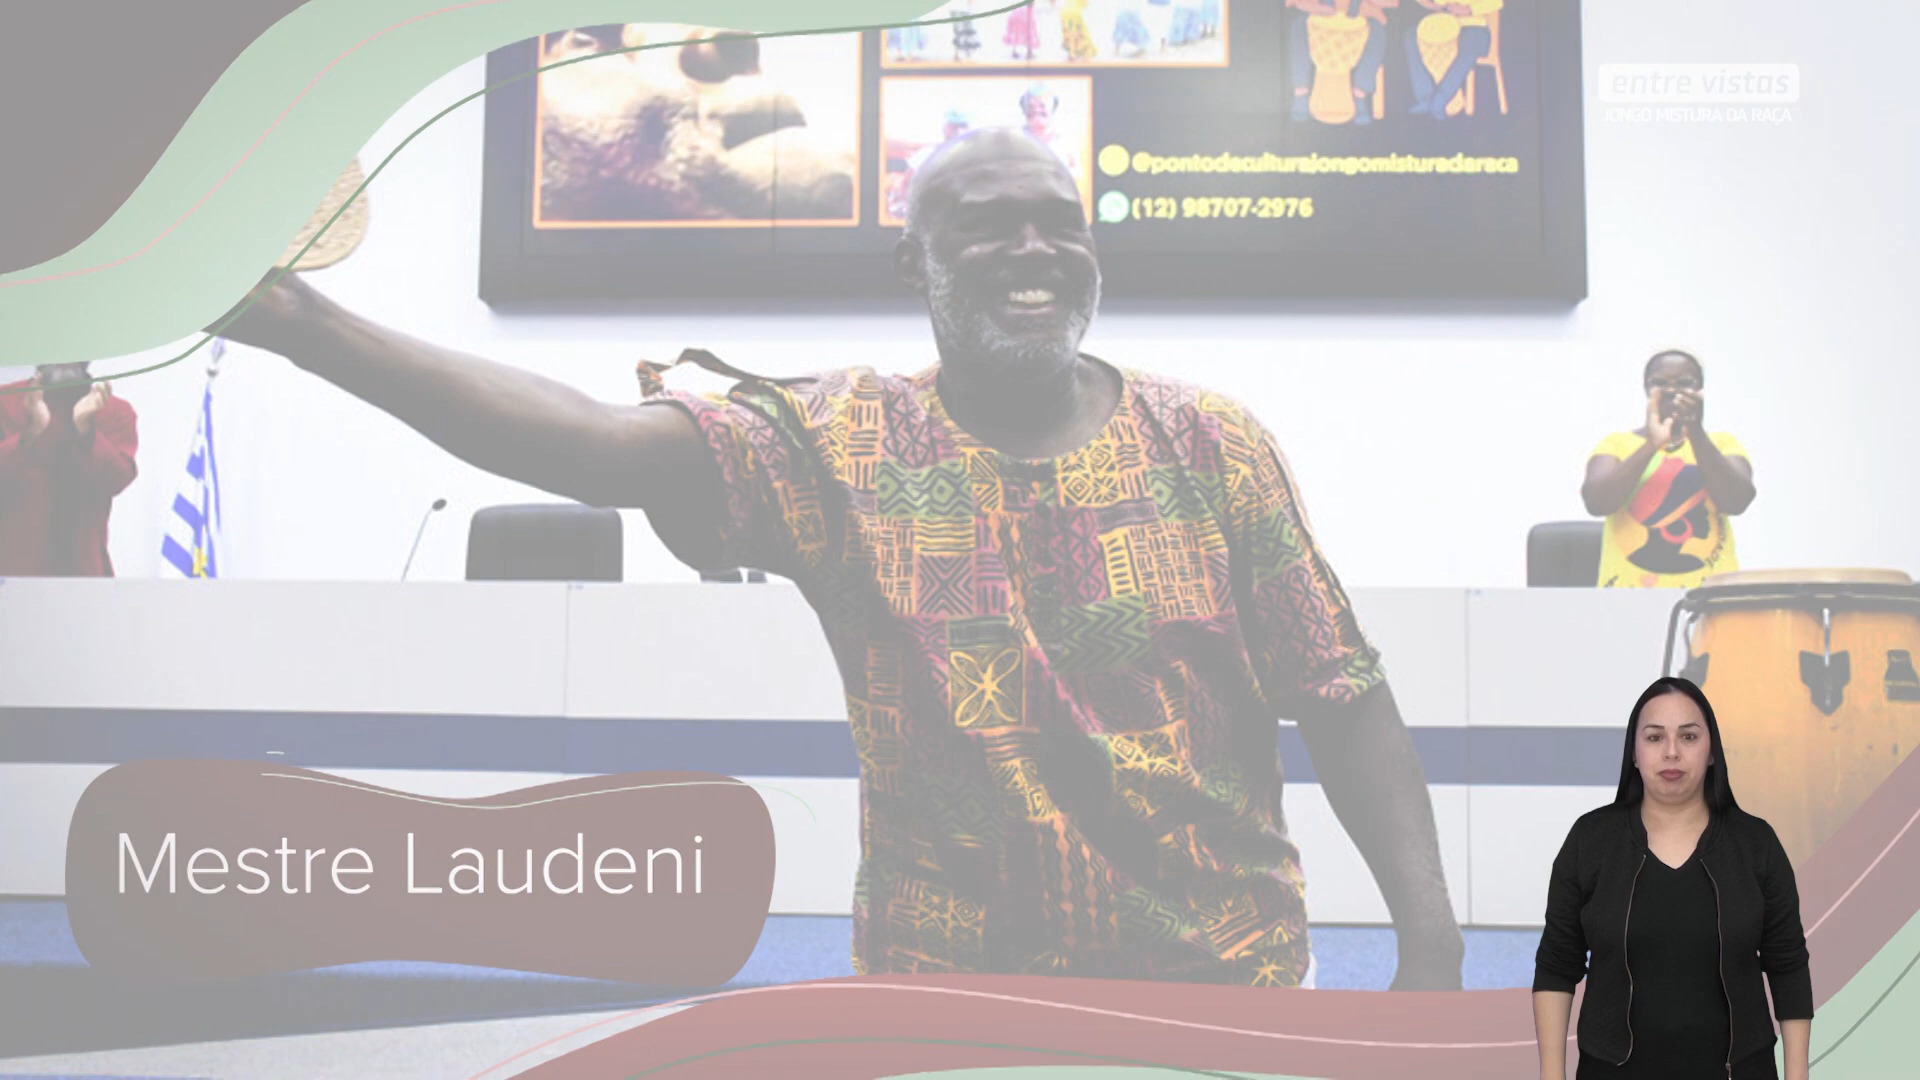 entre vistas
JONGO MISTURA DA RAÇA
@pontodeculturajongomisturadaraca
(12) 98707-2976
Mestre Laudeni